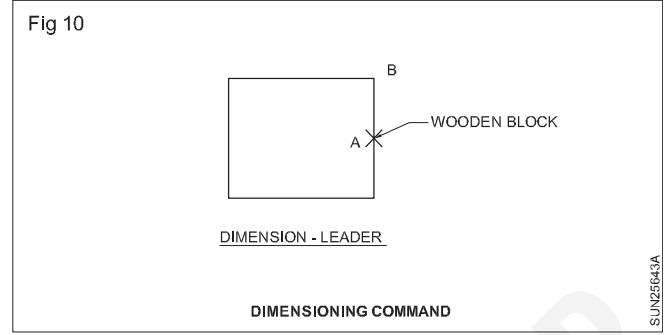 Fig 10
B
WOODEN BLOCK
A
DIMENSION - LEADER
DIMENSIONING COMMAND
SUN25643A